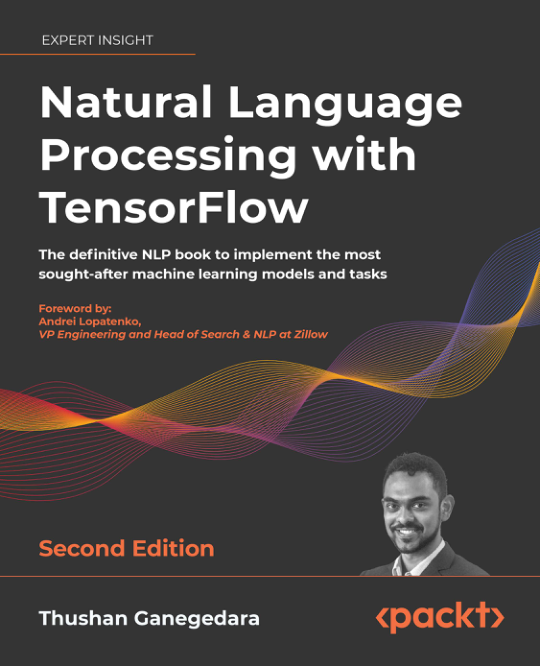 EXPERT INSIGHT
Natural Language
Processing with
TensorFlow
The definitive NLP book to implement the most
sought-after machine learning models and tasks
Foreword by:
Andrei Lopatenko,
VP Engineering and Head of Search & NLP at Zillow
Second Edition
Thushan Ganegedara
<packt>